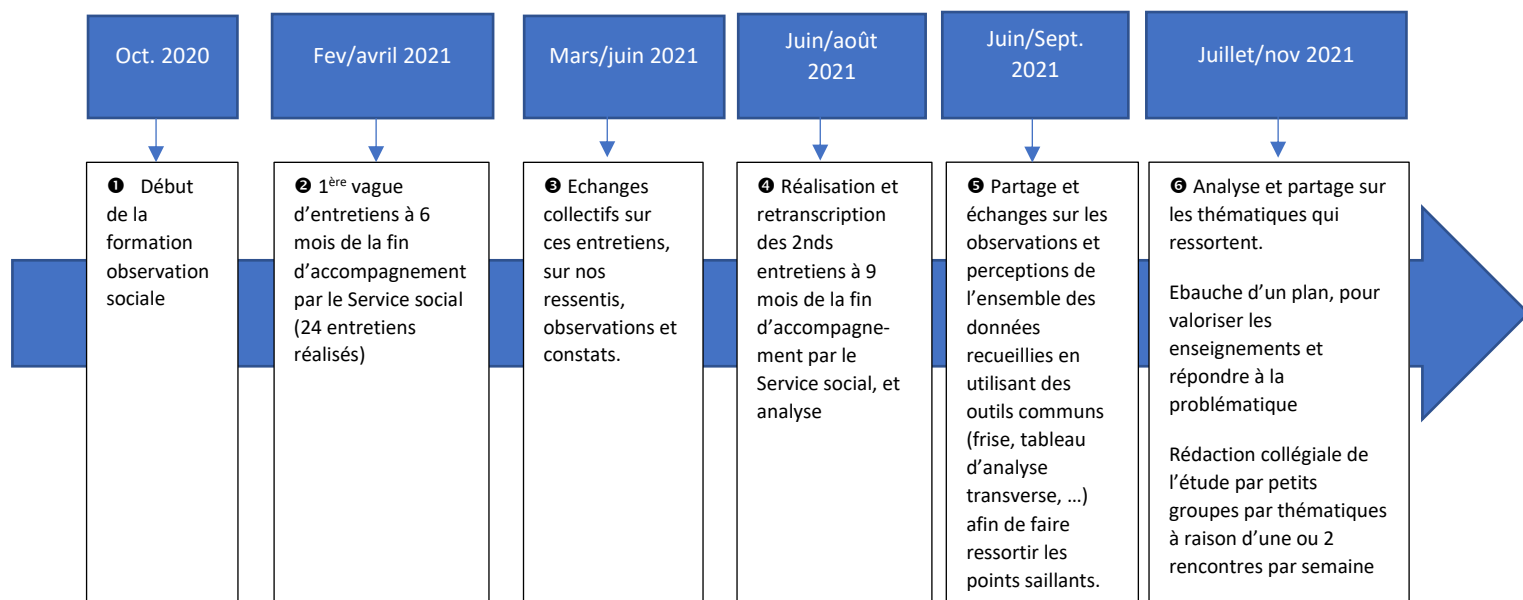 Oct. 2020
Fev/avril 2021
Mars/juin 2021
Juin/août
2021
Juin/Sept.
2021
Juillet/nov 2021
❶ Début
de la
formation
observation
sociale
❷ 1ère vague
d’entretiens à 6
mois de la fin
d’accompagnement
par le Service social
(24 entretiens
réalisés)
❸ Echanges
collectifs sur
ces entretiens,
sur nos
ressentis,
observations et
constats.
❹ Réalisation et
retranscription
des 2nds
entretiens à 9
mois de la fin
d’accompagne-
ment par le
Service social, et
analyse
❺ Partage et
échanges sur les
observations et
perceptions de
l’ensemble des
données
recueillies en
utilisant des
outils communs
(frise, tableau
d’analyse
transverse, …)
afin de faire
ressortir les
points saillants.
❻ Analyse et partage sur
les thématiques qui
ressortent.
Ebauche d’un plan, pour
valoriser les
enseignements et
répondre à la
problématique
Rédaction collégiale de
l’étude par petits
groupes par thématiques
à raison d’une ou 2
rencontres par semaine